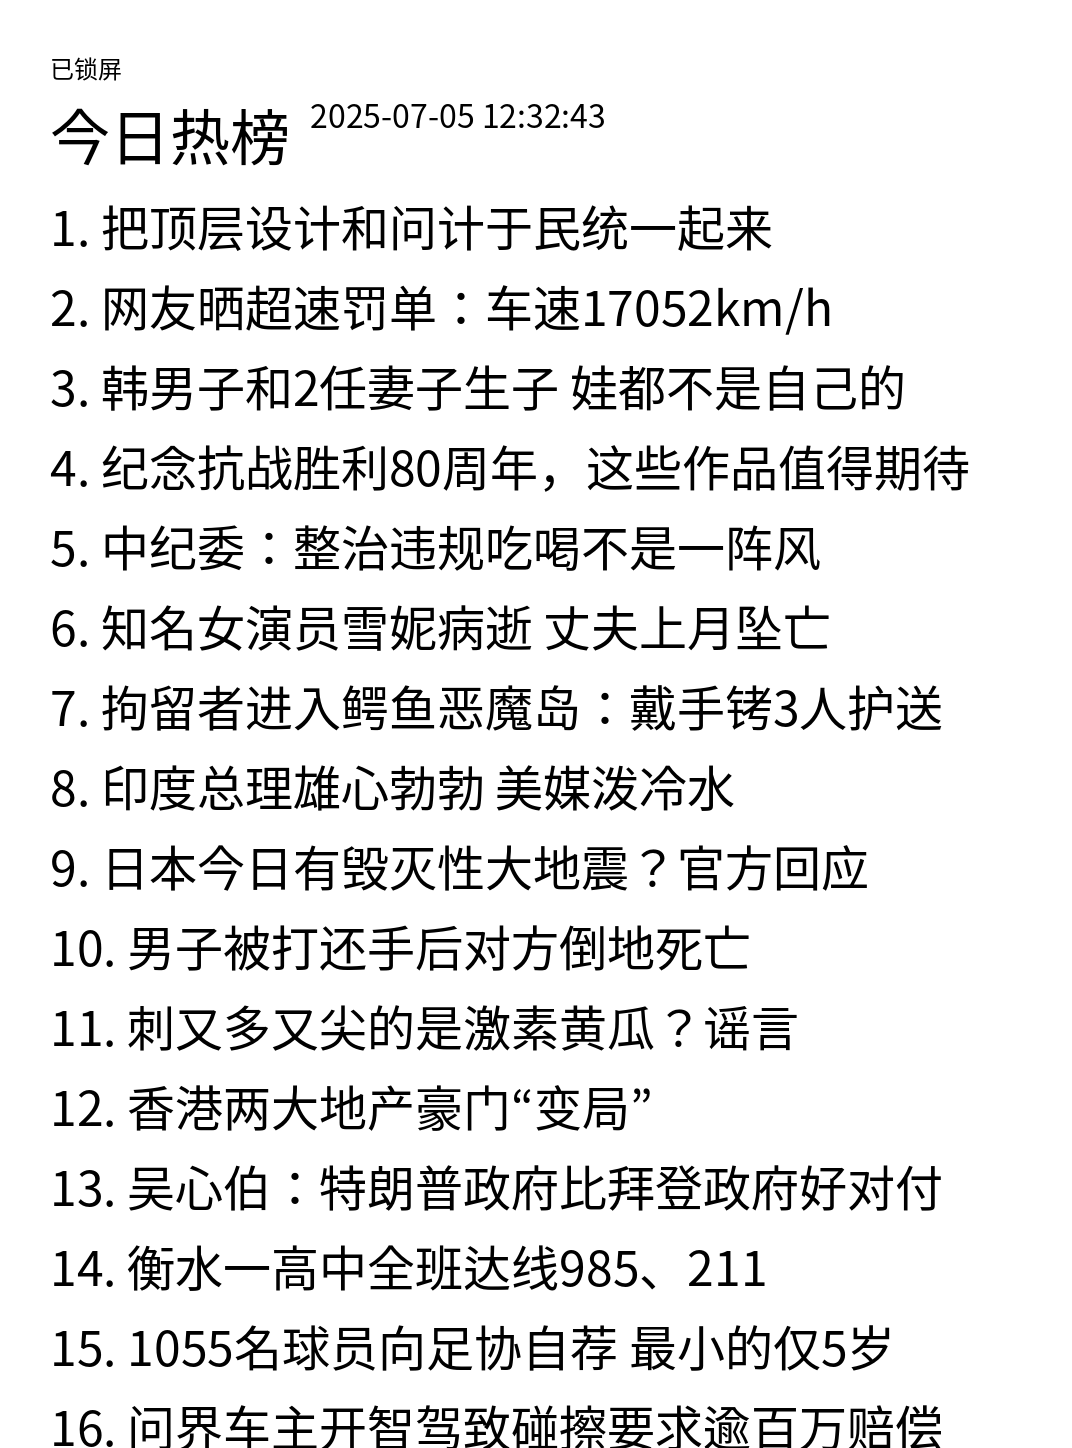 已锁屏
今日热榜 2025-07-05 12:32:43
1. 把顶层设计和问计于民统一起来
2. 网友晒超速罚单：车速17052km/h
3. 韩男子和2任妻子生子 娃都不是自己的
4. 纪念抗战胜利80周年，这些作品值得期待
5. 中纪委：整治违规吃喝不是一阵风
6. 知名女演员雪妮病逝 丈夫上月坠亡
7. 拘留者进入鳄鱼恶魔岛：戴手铐3人护送
8. 印度总理雄心勃勃 美媒泼冷水
9. 日本今日有毁灭性大地震？官方回应
10. 男子被打还手后对方倒地死亡
11. 刺又多又尖的是激素黄瓜？谣言
12. 香港两大地产豪门“变局”
13. 吴心伯：特朗普政府比拜登政府好对付
14. 衡水一高中全班达线985、211
15. 1055名球员向足协自荐 最小的仅5岁
16. 问界车主开智驾致碰擦要求逾百万赔偿